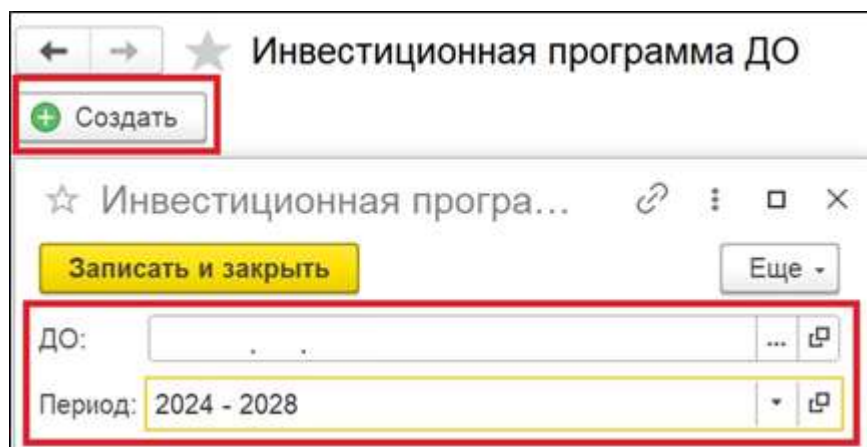 Инвестиционная программа ДО
Создать
Инвестиционная програ...
Записать и закрыть Еще
ДО: . . ...
Период: 2024 - 2028